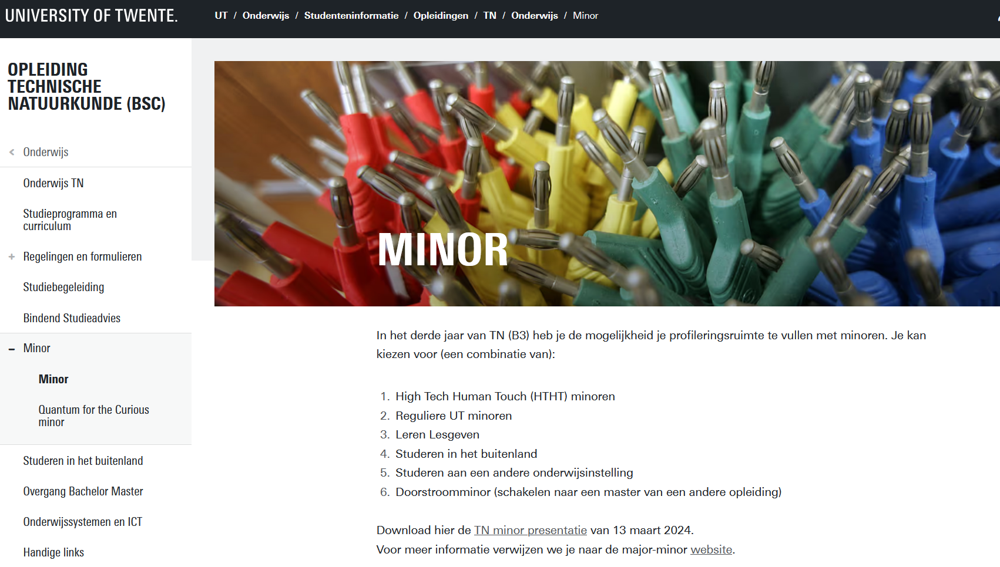 UNIVERSITY OF TWENTE.
UT / Onderwijs / Studenteninformatie / Opleidingen / TN / Onderwijs / Minor
OPLEIDING
TECHNISCHE
NATUURKUNDE (BSC)
Onderwijs
Onderwijs TN
Studieprogramma en
curriculum
Regelingen en formulieren
Studiebegeleiding
Bindend Studieadvies
Minor
Minor
Quantum for the Curious
minor
Studeren in het buitenland
Overgang Bachelor Master
Onderwijssystemen en ICT
Handige links
MINOR
In het derde jaar van TN (B3) heb je de mogelijkheid je profileringsruimte te vullen met minoren. Je kan
kiezen voor (een combinatie van):
1. High Tech Human Touch (HTHT) minoren
2. Reguliere UT minoren
3. Leren Lesgeven
4. Studeren in het buitenland
5. Studeren aan een andere onderwijsinstelling
6. Doorstroomminor (schakelen naar een master van een andere opleiding)
Download hier de TN minor presentatie van 13 maart 2024.
Voor meer informatie verwijzen we je naar de major-minor website.